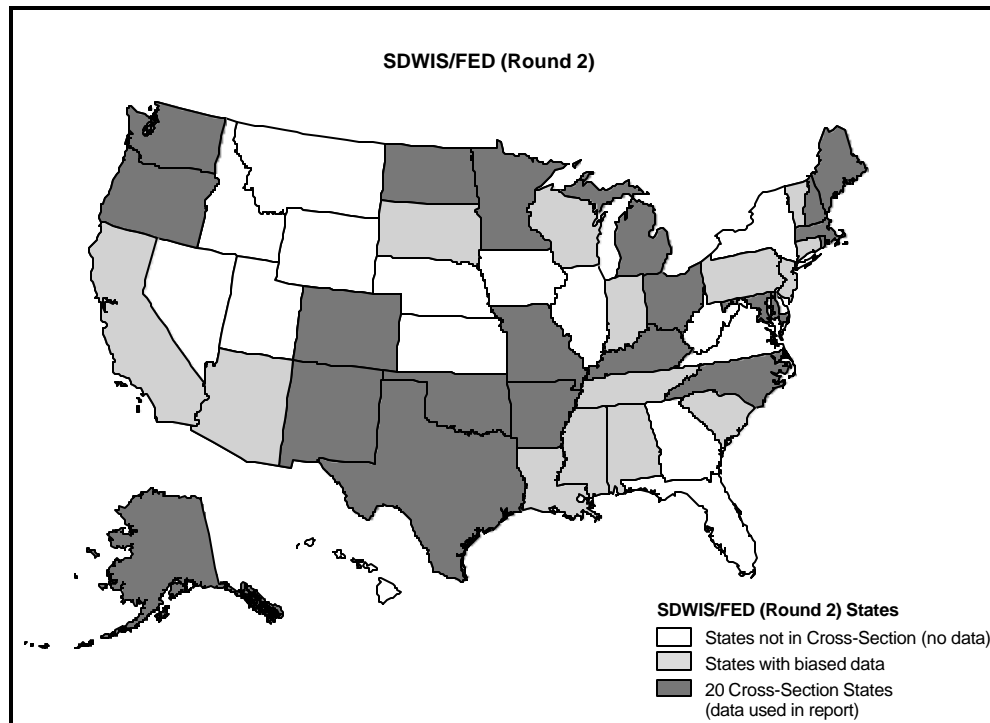 SDWIS/FED (Round 2)
SDWIS/FED (Round 2) States
States not in Cross-Section (no data)
States with biased data
20 Cross-Section States
(data used in report)